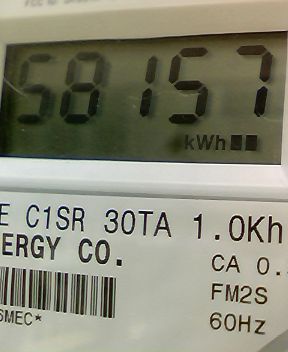 58157
kWh
E C1SR 30TA 1.0Kh
ERGY CO.
CA 0.
FM2S
SMEC*
60Hz